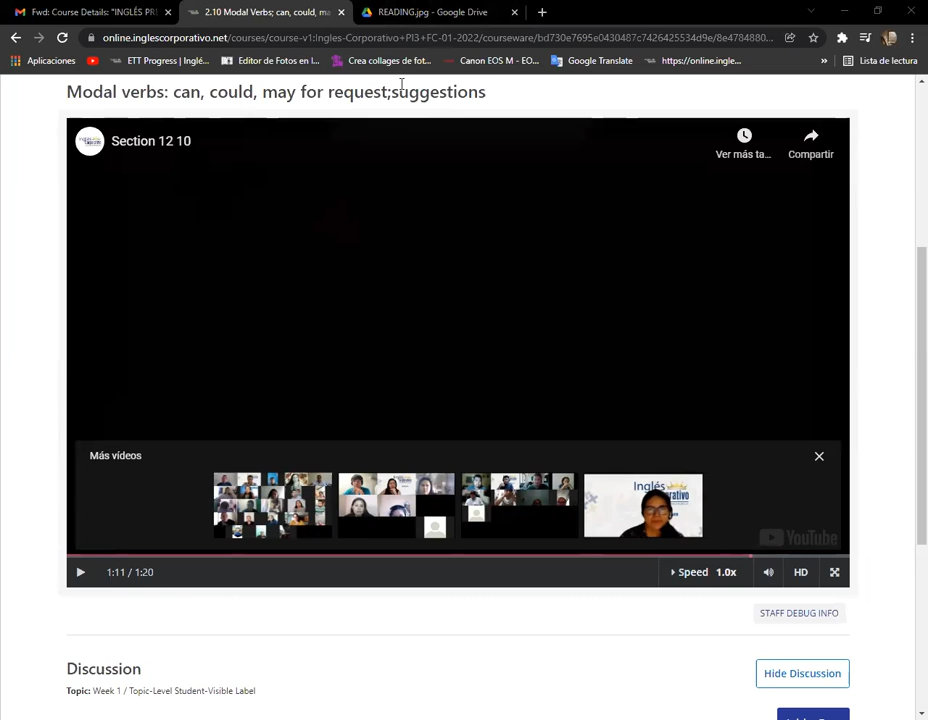 Fwd: Course Details: "INGLÉS PRE
2.10 Modal Verbs; can, could, ma
READING.jpg - Google Drive
online.inglescorporativo.net/courses/course-v1:Ingles-Corporativo+PI3+FC-01-2022/courseware/bd730e7695e0430487c7426425534d9e/8e4784880...
Aplicaciones
ETT Progress | Inglé...
Editor de Fotos en l...
Crea collages de fot...
Canon EOS M - EO...
Google Translate
https://online.ingle...
»
Lista de lectura
Modal verbs: can, could, may for request;suggestions
Section 12 10
Ver más ta...
Compartir
Más vídeos
Inglés
YouTube
1:11 / 1:20
Speed 1.0x
HD
STAFF DEBUG INFO
Discussion
Hide Discussion
Topic: Week 1 / Topic-Level Student-Visible Label